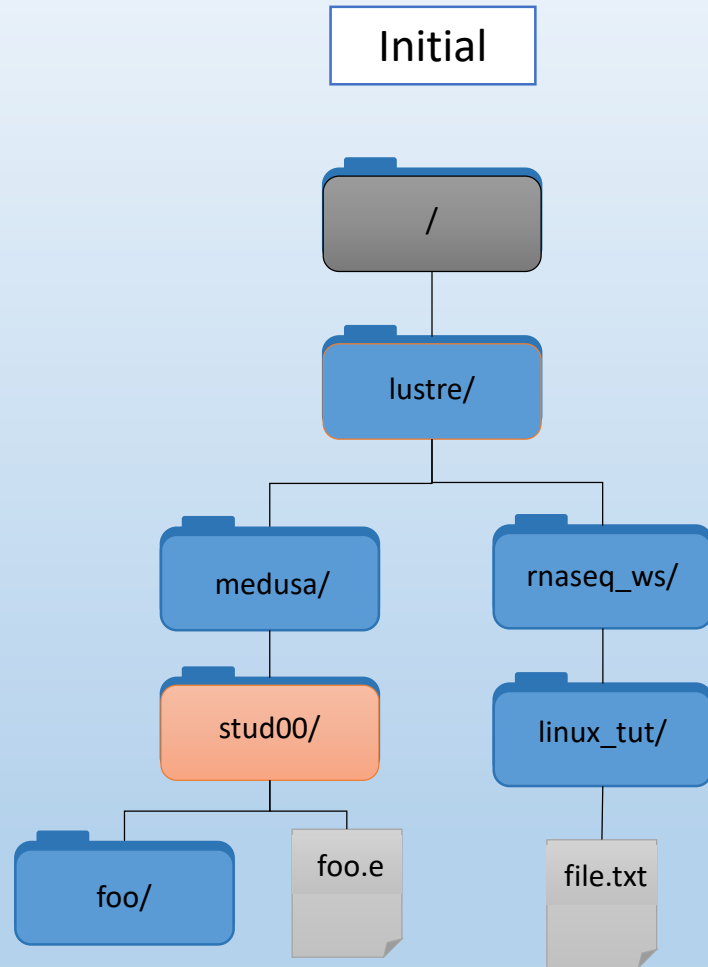 Initial
/
lustre/
medusa/
rnaseq_ws/
stud00/
linux_tut/
foo/
foo.e
file.txt